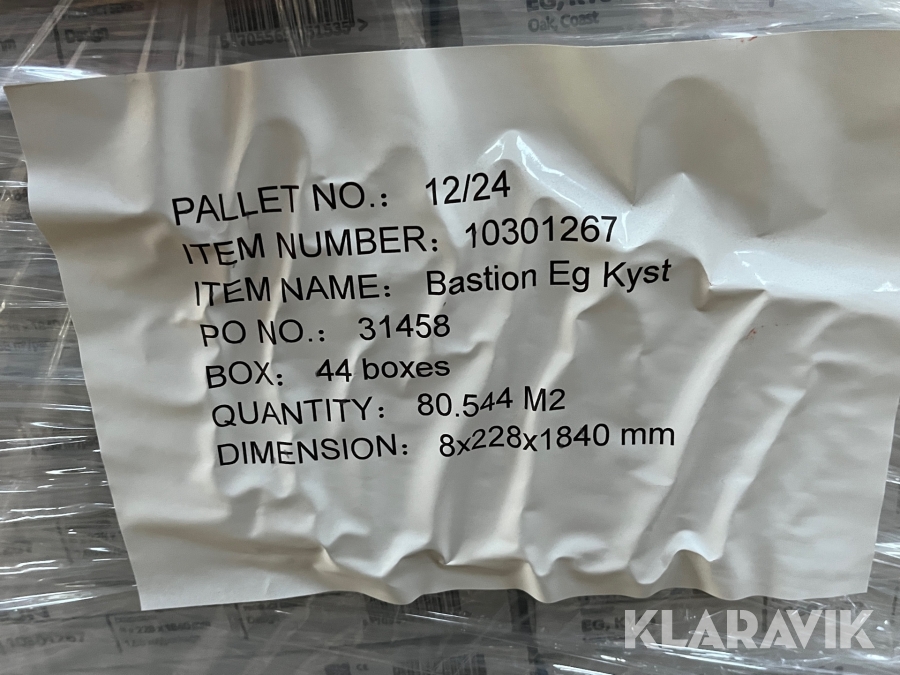 Design
Oak, Coast
PALLET NO.: 12/24
ITEM NUMBER: 10301267
ITEM NAME: Bastion Eg Kyst
PO NO.: 31458
BOX: 44 boxes
QUANTITY: 80.544 M2
DIMENSION: 8x228x1840 mm
KLARAVIK